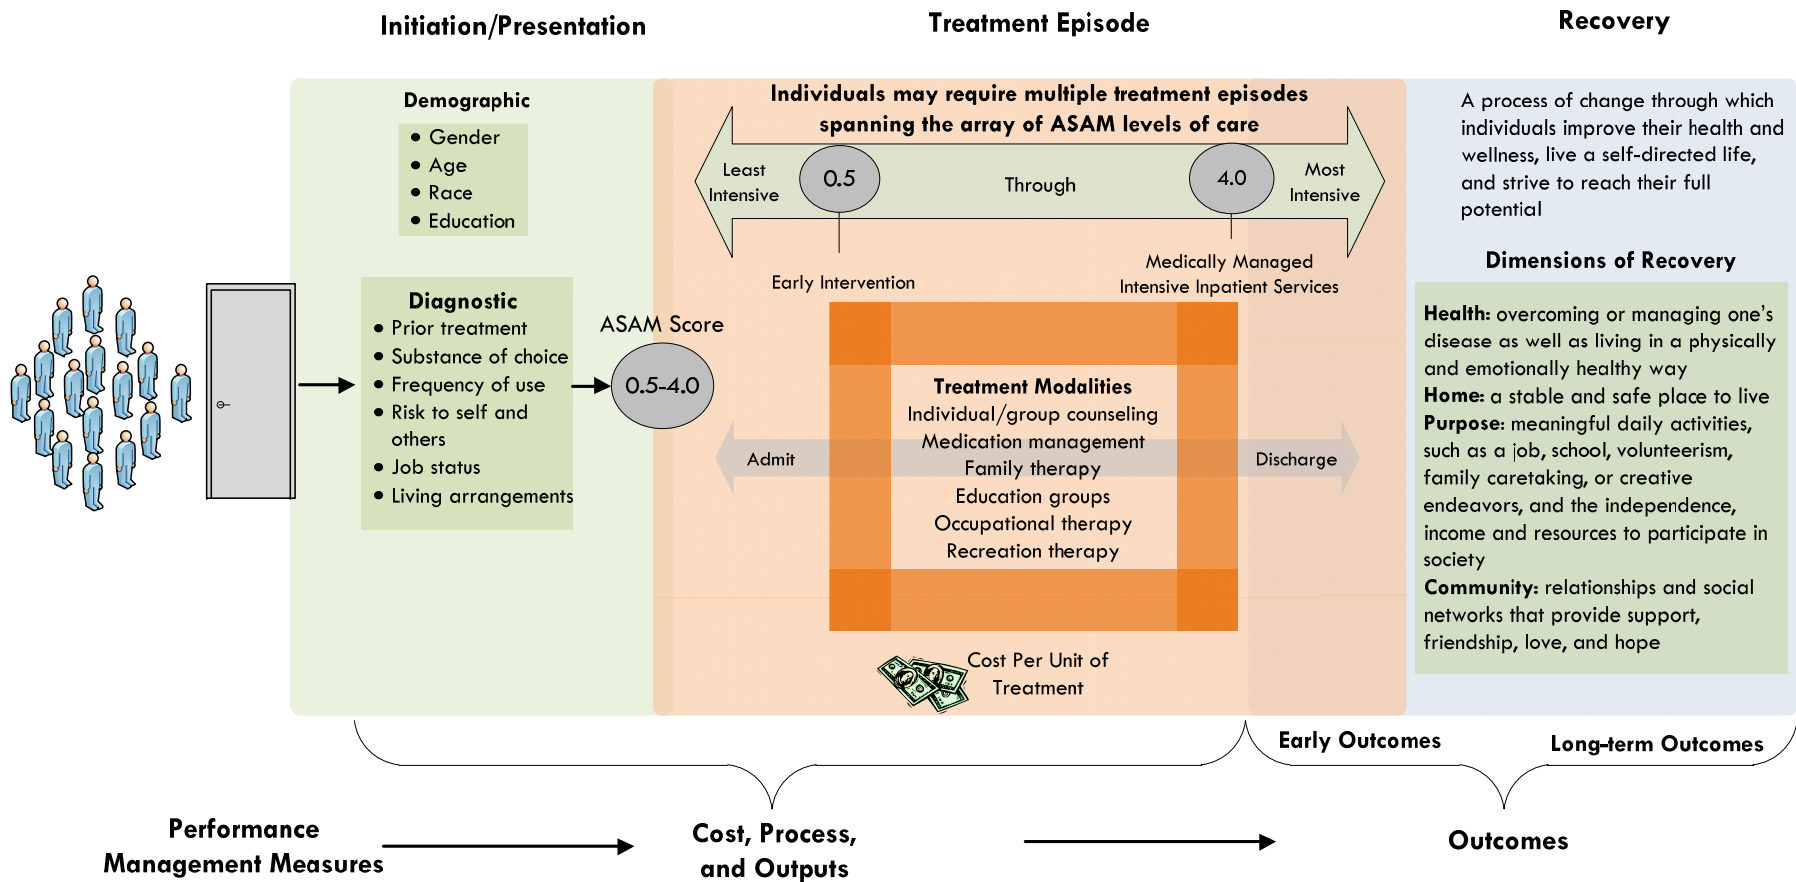 Initiation/Presentation
Treatment Episode
Recovery
Demographic
• Gender
• Age
• Race
• Education
Diagnostic
• Prior treatment
• Substance of choice
• Frequency of use
• Risk to self and
others
• Job status
• Living arrangements
ASAM Score
0.5-4.0
Individuals may require multiple treatment episodes
spanning the array of ASAM levels of care
Least
Intensive
0.5
Through
4.0
Most
Intensive
Early Intervention
Medically Managed
Intensive Inpatient Services
Treatment Modalities
Individual/group counseling
Medication management
Family therapy
Education groups
Occupational therapy
Recreation therapy
Admit
Discharge
Cost Per Unit of
Treatment
A process of change through which
individuals improve their health and
wellness, live a self-directed life,
and strive to reach their full
potential
Dimensions of Recovery
Health: overcoming or managing one's
disease as well as living in a physically
and emotionally healthy way
Home: a stable and safe place to live
Purpose: meaningful daily activities,
such as a job, school, volunteerism,
family caretaking, or creative
endeavors, and the independence,
income and resources to participate in
society
Community: relationships and social
networks that provide support,
friendship, love, and hope
Early Outcomes
Long-term Outcomes
Performance
Management Measures
Cost, Process,
and Outputs
Outcomes